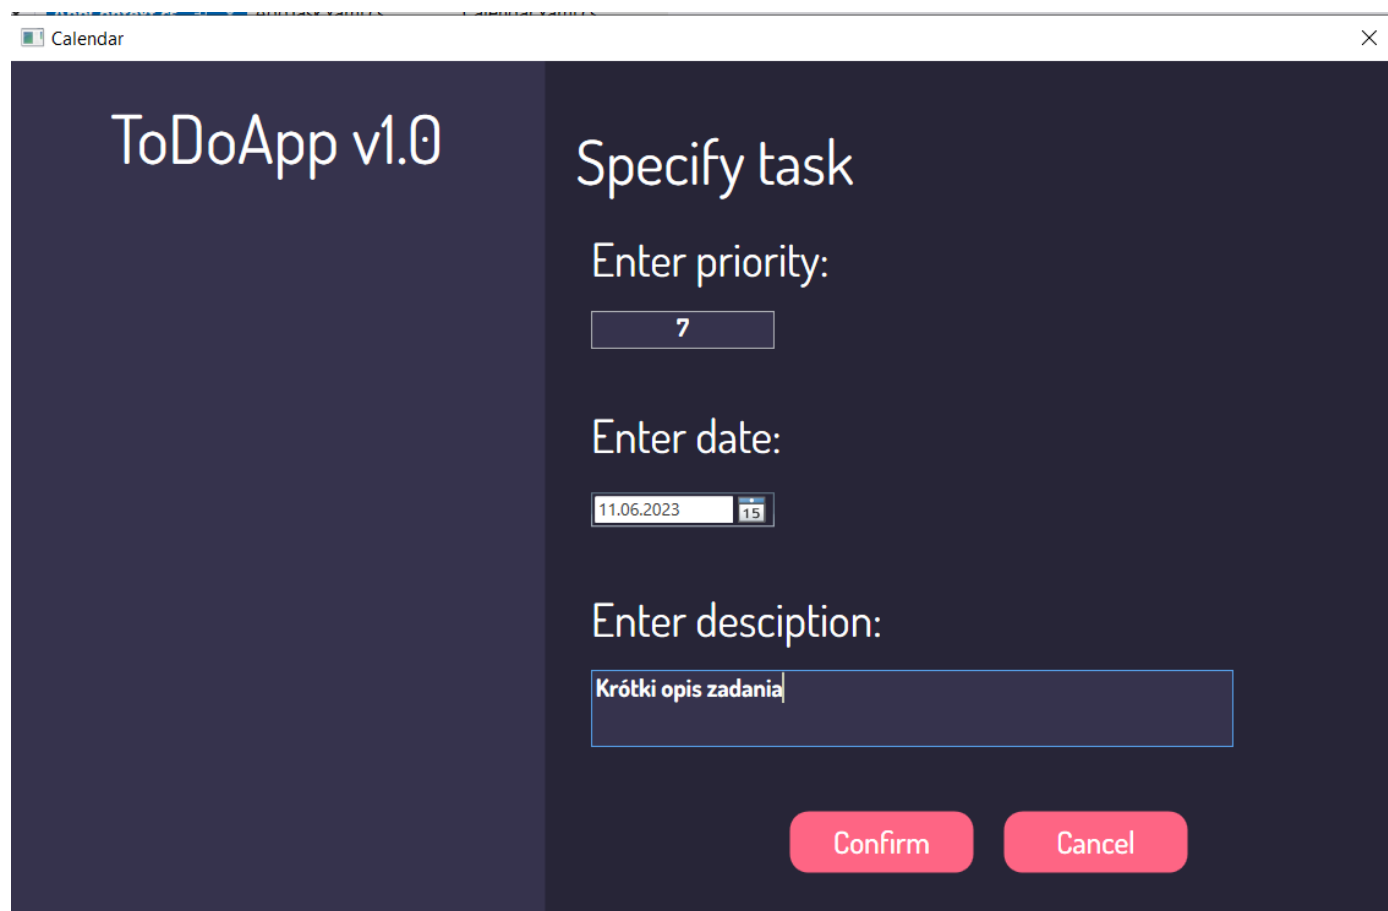 Calendar
ToDoApp v1.0
Specify task
Enter priority:
7
Enter date:
11.06.2023
15
Enter desciption:
Krótki opis zadania
Confirm
Cancel